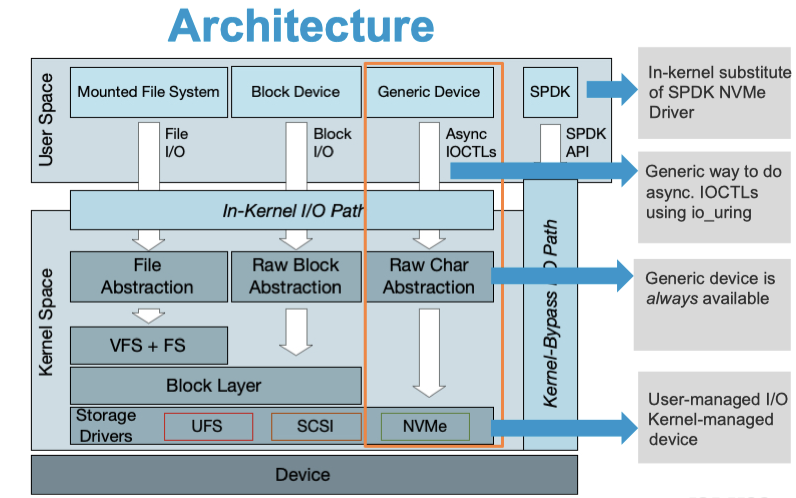 Architecture
User Space
Mounted File System
Block Device
Generic Device
SPDK
In-kernel substitute
of SPDK NVMe
Driver
File
I/O
Block
I/O
Async
IOCTLs
SPDK
API
Generic way to do
async. IOCTLs
using io_uring
In-Kernel I/O Path
Kernel Space
File
Abstraction
Raw Block
Abstraction
Raw Char
Abstraction
Kernel-Bypass I/O Path
Generic device is
always available
VFS + FS
Block Layer
Storage
Drivers
UFS
SCSI
NVMe
User-managed I/O
Kernel-managed
device
Device